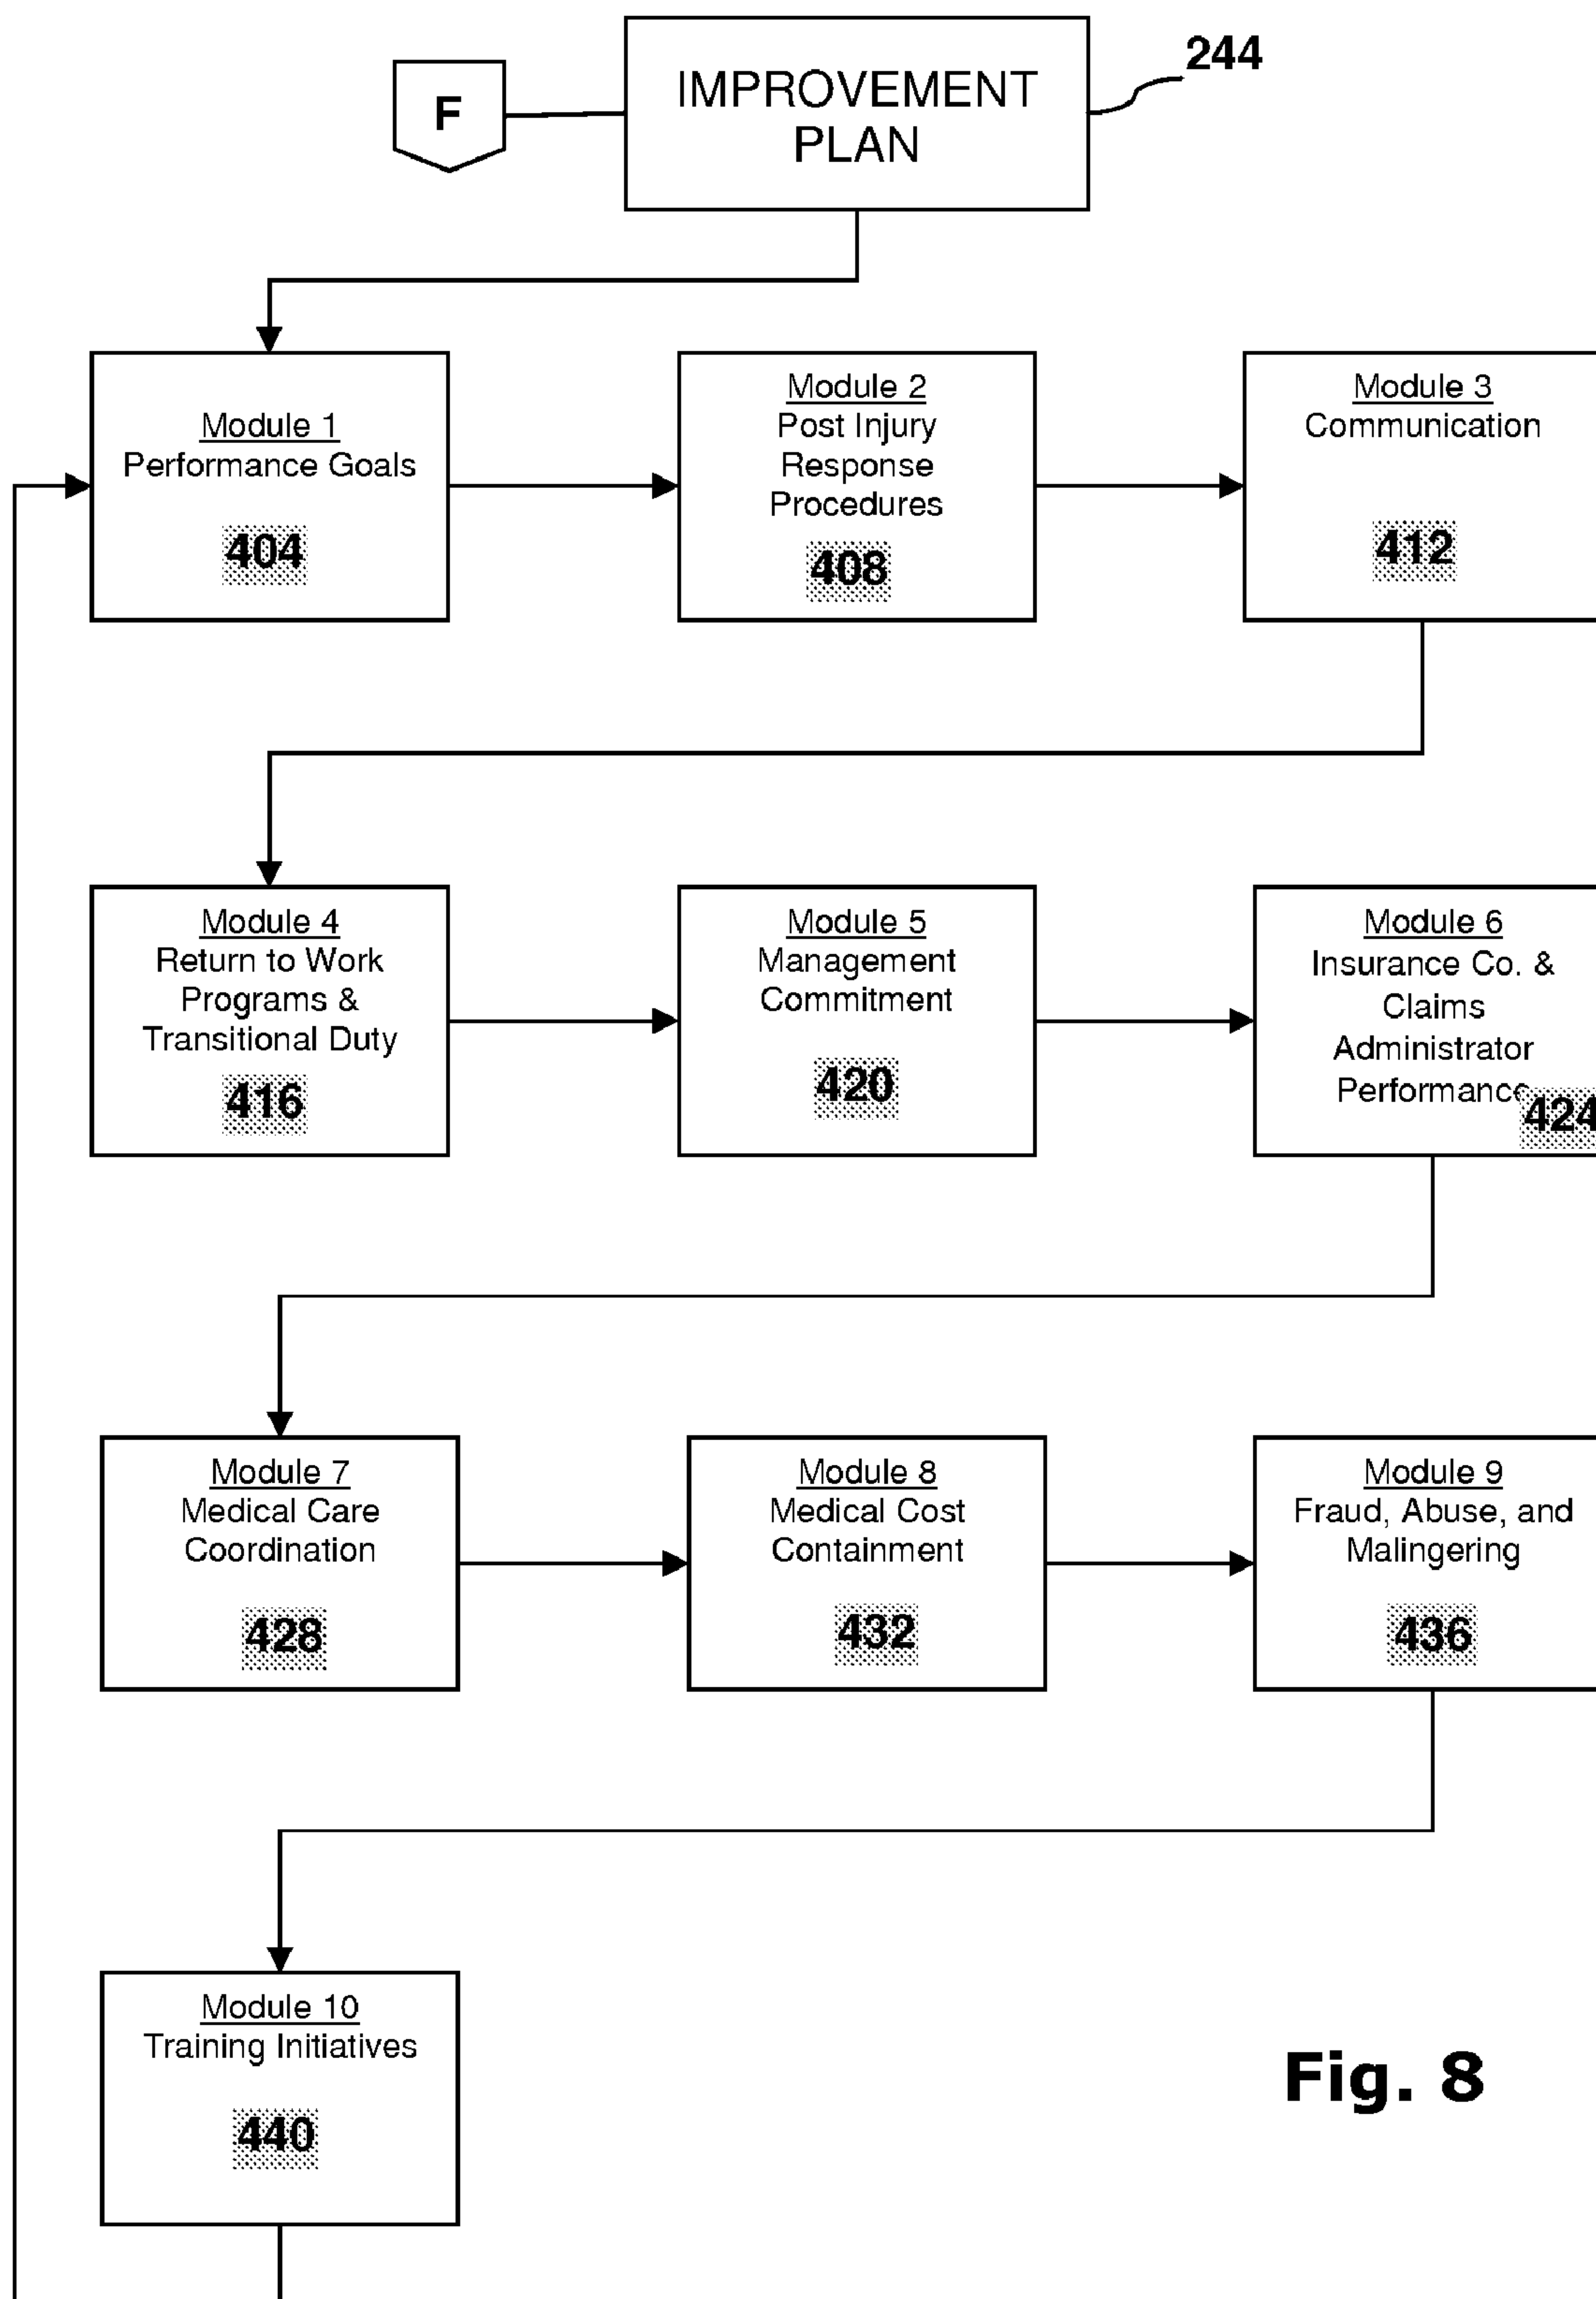 244
F
IMPROVEMENT
PLAN
Module 1
Performance Goals
404
Module 2
Post Injury
Response
Procedures
408
Module 3
Communication
412
Module 4
Return to Work
Programs &
Transitional Duty
416
Module 5
Management
Commitment
420
Module 6
Insurance Co. &
Claims
Administrator
Performance
424
Module 7
Medical Care
Coordination
428
Module 8
Medical Cost
Containment
432
Module 9
Fraud, Abuse, and
Malingering
436
Module 10
Training Initiatives
440
Fig. 8